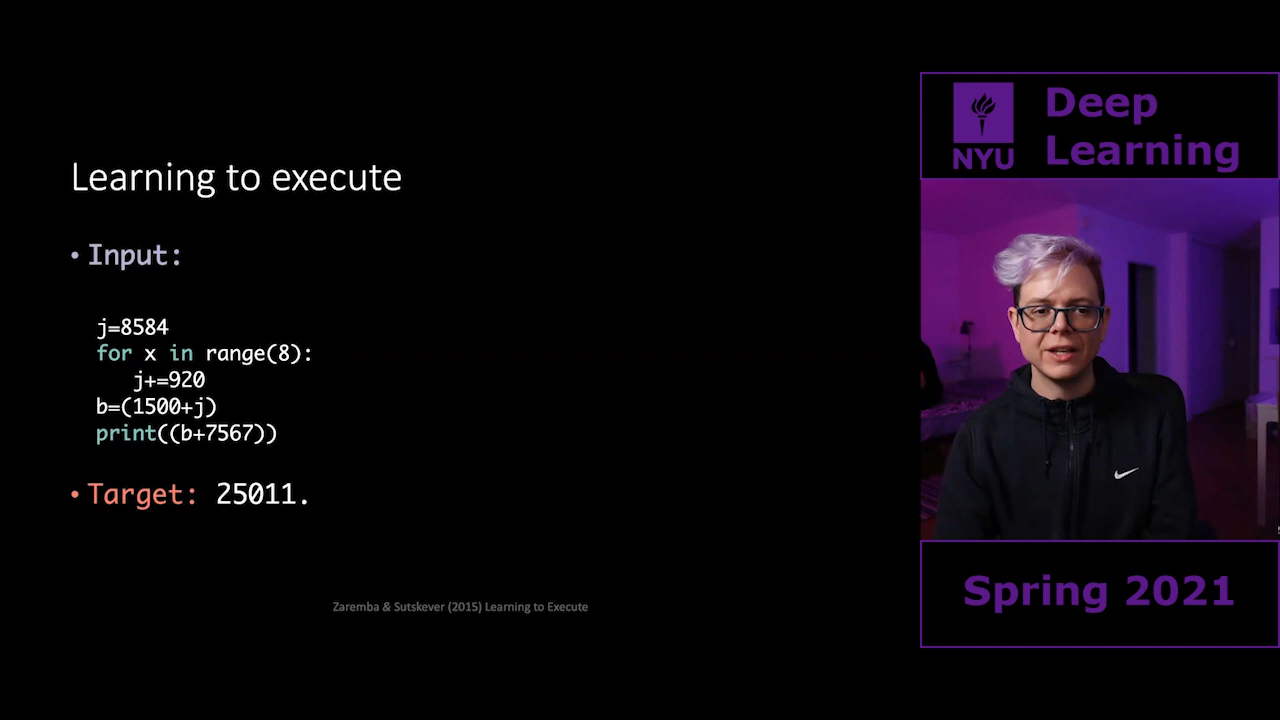 Learning to execute
• Input:
j=8584
for x in range(8):
j+=920
b=(1500+j)
print((b+7567))
• Target: 25011.
Zaremba & Sutskever (2015) Learning to Execute
NYU
Deep
Learning
Spring 2021